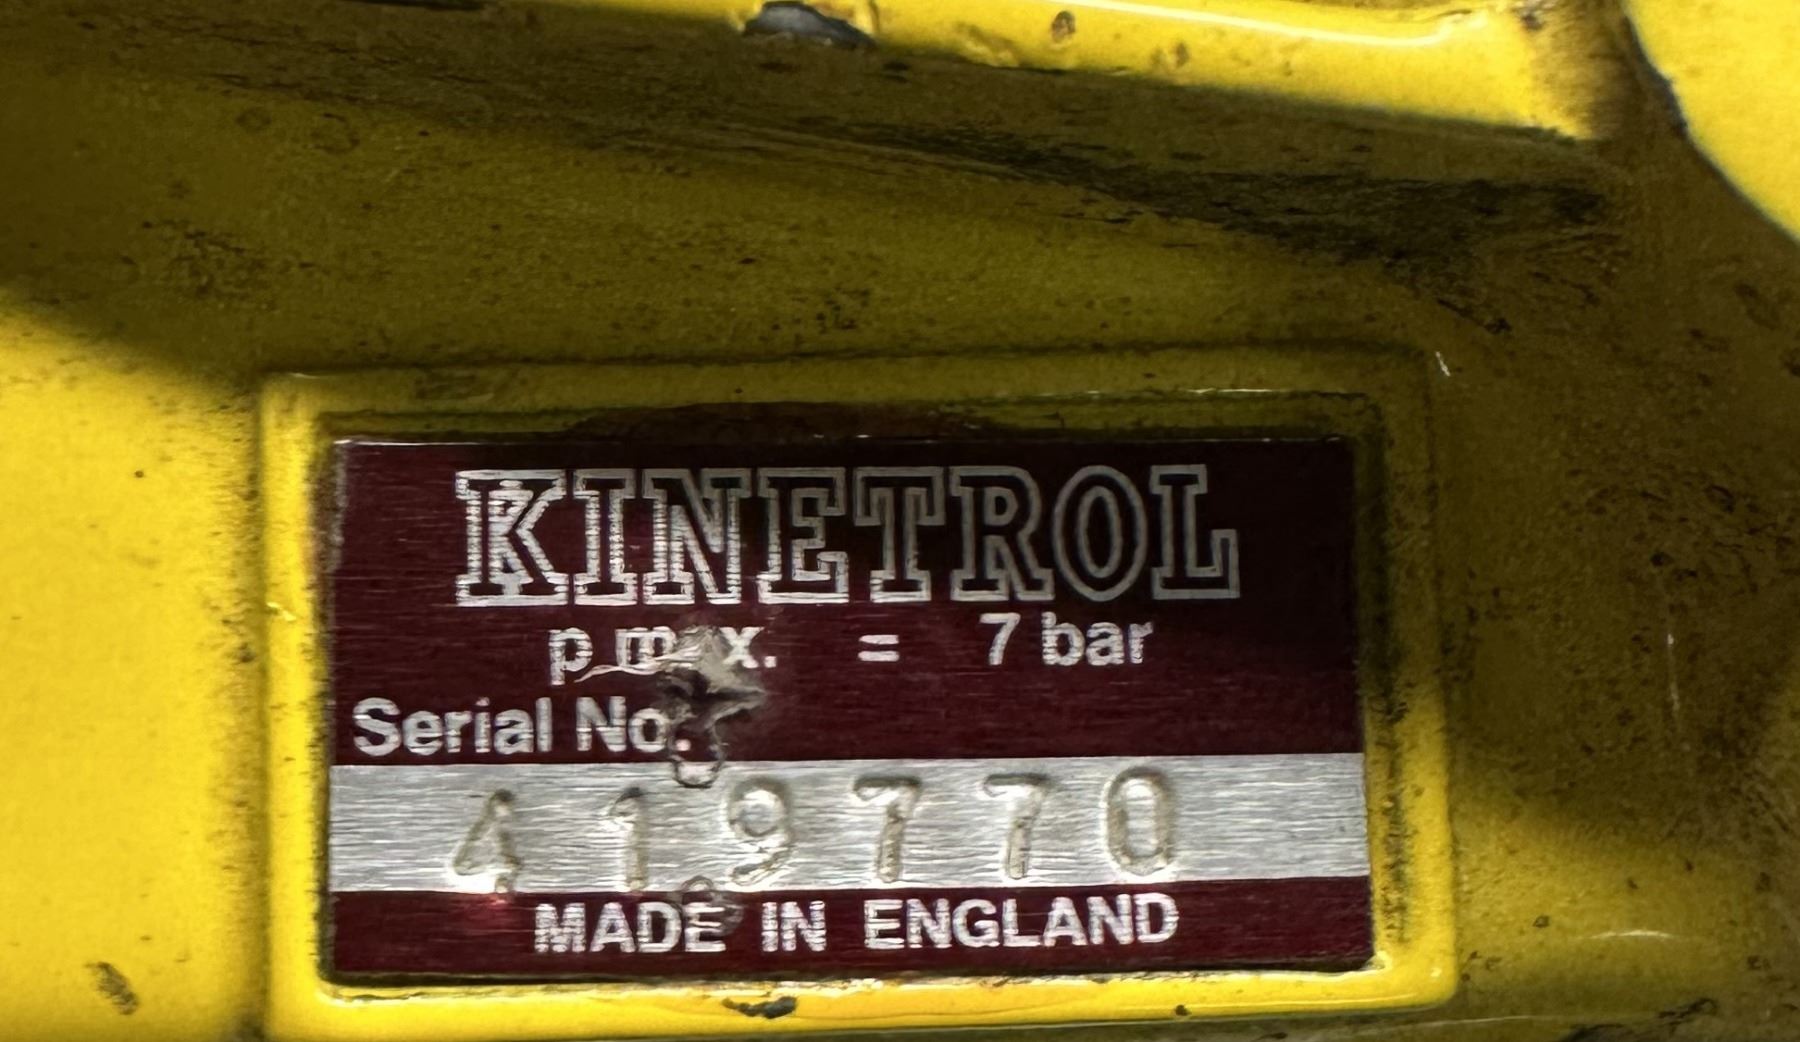 KINETROL
p max. = 7 bar
Serial No.
419770
MADE IN ENGLAND